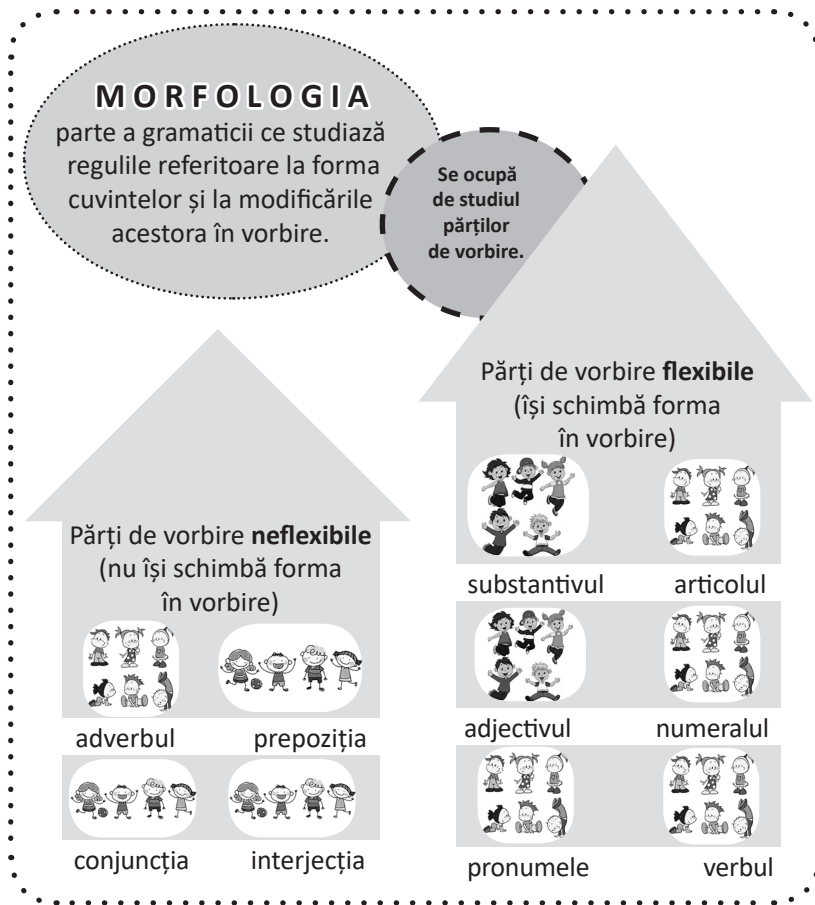 MORFOLOGIA
parte a gramaticii ce studiază
regulile referitoare la forma
cuvintelor și la modificările
acestora în vorbire.
Se ocupă
de studiul
părților
de vorbire.
Părți de vorbire neflexibile
(nu își schimbă forma
în vorbire)
adverbul prepoziția
conjuncția interjecția
Părți de vorbire flexibile
(își schimbă forma
în vorbire)
substantivul articolul
adjectivul numeralul
pronumele verbul